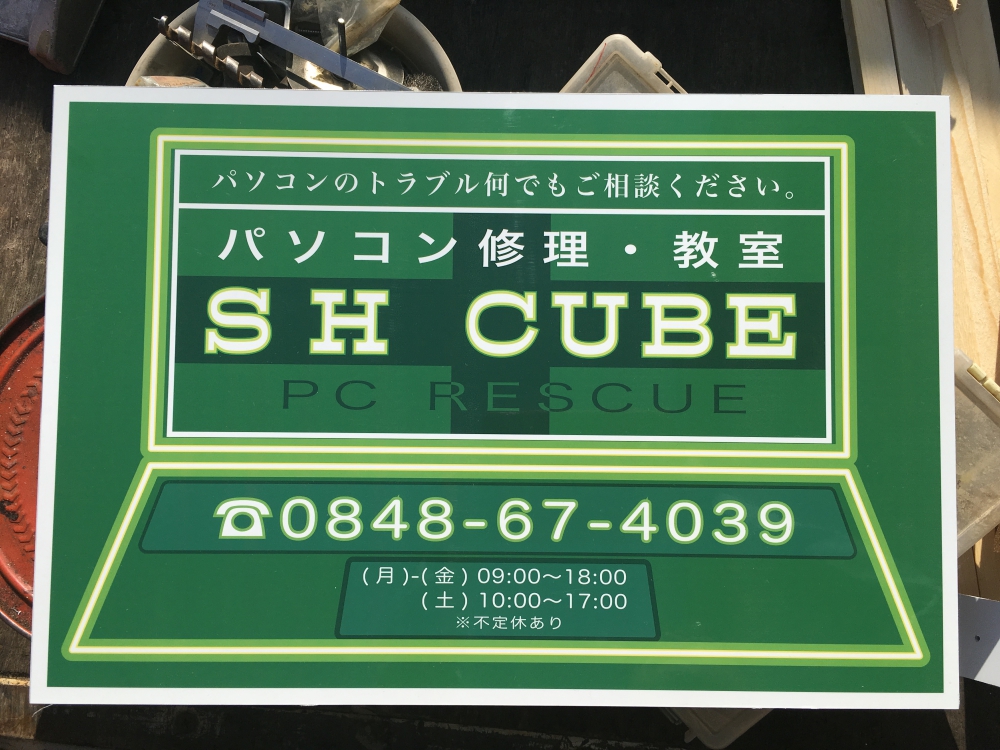 パソコンのトラブル何でもご相談ください。
パソコン修理・教室
SH CUBE
PC RESCUE
☎0848-67-4039
(月)-(金) 09:00〜18:00
(土) 10:00〜17:00
※不定休あり